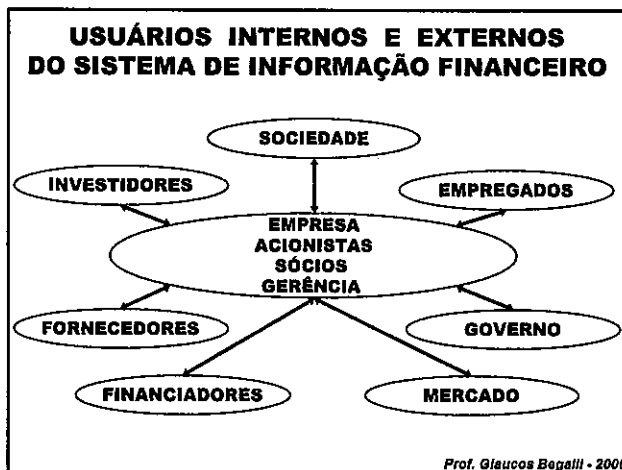 USUÁRIOS INTERNOS E EXTERNOS
DO SISTEMA DE INFORMAÇÃO FINANCEIRO
SOCIEDADE
INVESTIDORES
EMPREGADOS
EMPRESA
ACIONISTAS
SÓCIOS
GERÊNCIA
FORNECEDORES
GOVERNO
FINANCIADORES
MERCADO
Prof. Glaucos Begalli -